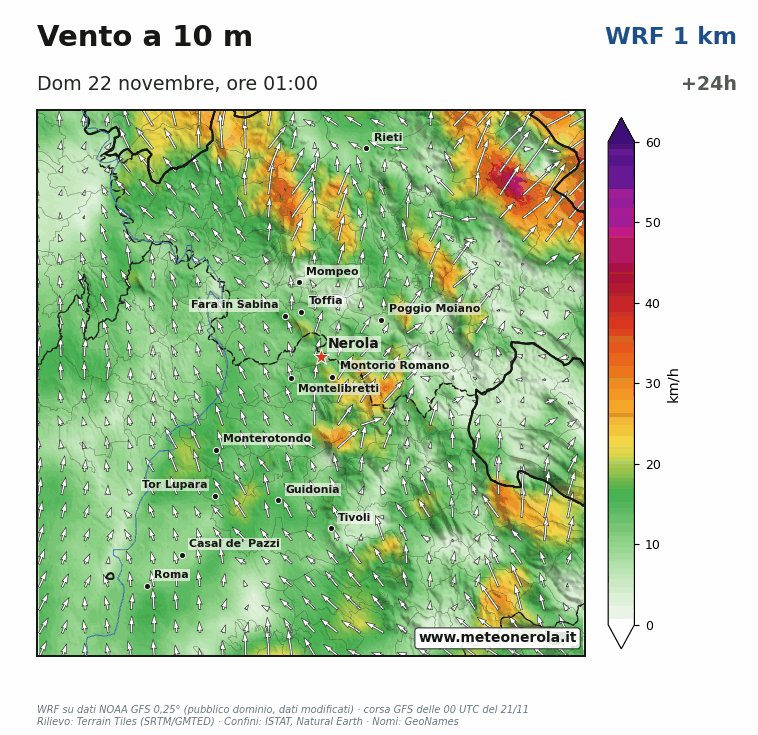 Vento a 10 m
WRF 1 km
Dom 22 novembre, ore 01:00
+24h
Rieti
Mompeo
Toffia
Fara in Sabina
Poggio Moiano
Nerola
Montorio Romano
Montelibretti
Monterotondo
Tor Lupara
Guidonia
Tivoli
Casal de' Pazzi
Roma
www.meteonerola.it
60
50
40
30
20
10
0
km/h
WRF su dati NOAA GFS 0,25° (pubblico dominio, dati modificati) · corsa GFS delle 00 UTC del 21/11
Rilievo: Terrain Tiles (SRTM/GMTED) · Confini: ISTAT, Natural Earth · Nomi: GeoNames